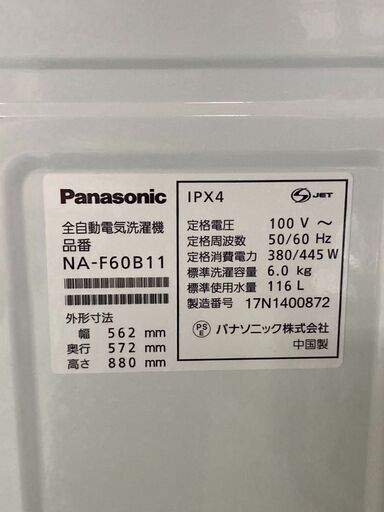 Panasonic
全自動電気洗濯機
品番
NA-F60B11
外形寸法
幅 562 mm
奥行 572 mm
高さ 880 mm
IPX4
S JET
定格電圧 100 V ～
定格周波数 50/60 Hz
定格消費電力 380/445 W
標準洗濯容量 6.0 kg
標準使用水量 116 L
製造番号 17N1400872
PS E パナソニック株式会社
中国製